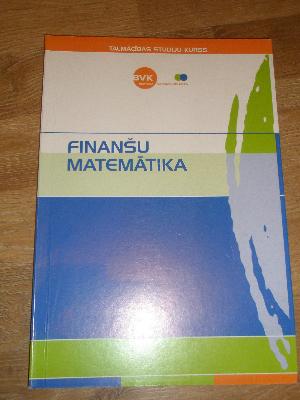 TĀLMĀCĪBAS STUDIJU KURSS
BVK
FINANŠU
MATEMĀTIKA